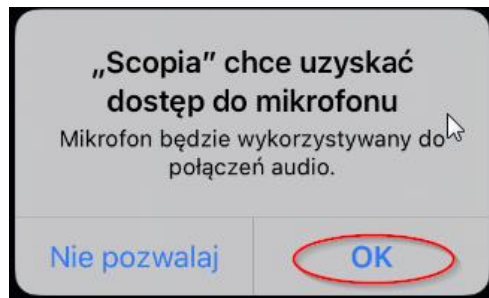 „Scopia” chce uzyskać
dostęp do mikrofonu
Mikrofon będzie wykorzystywany do
połączeń audio.
Nie pozwalaj
OK